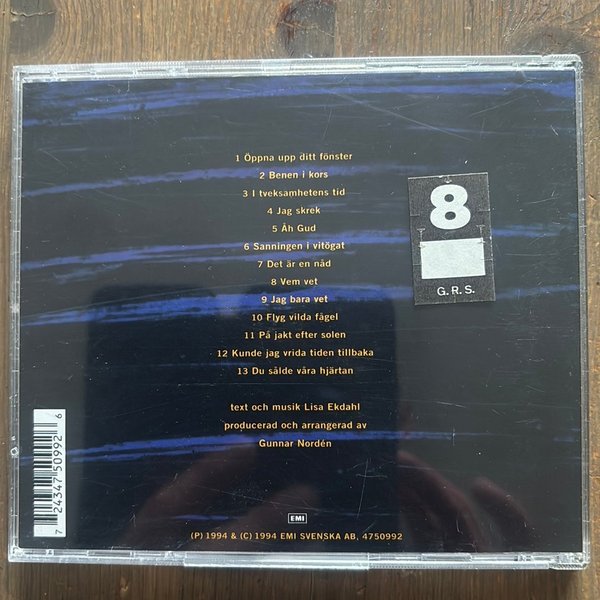 1 Öppna upp ditt fönster
2 Benen i kors
3 I tveksamhetens tid
4 Jag skrek
5 Åh Gud
6 Sanningen i vitögat
7 Det är en nåd
8 Vem vet
9 Jag bara vet
10 Flyg vilda fågel
11 På jakt efter solen
12 Kunde jag vrida tiden tillbaka
13 Du sålde våra hjärtan
8
G.R.S.
text och musik Lisa Ekdahl
producerad och arrangerad av
Gunnar Nordén
7 24347 50992 6
EMI
(P) 1994 & (C) 1994 EMI SVENSKA AB, 4750992